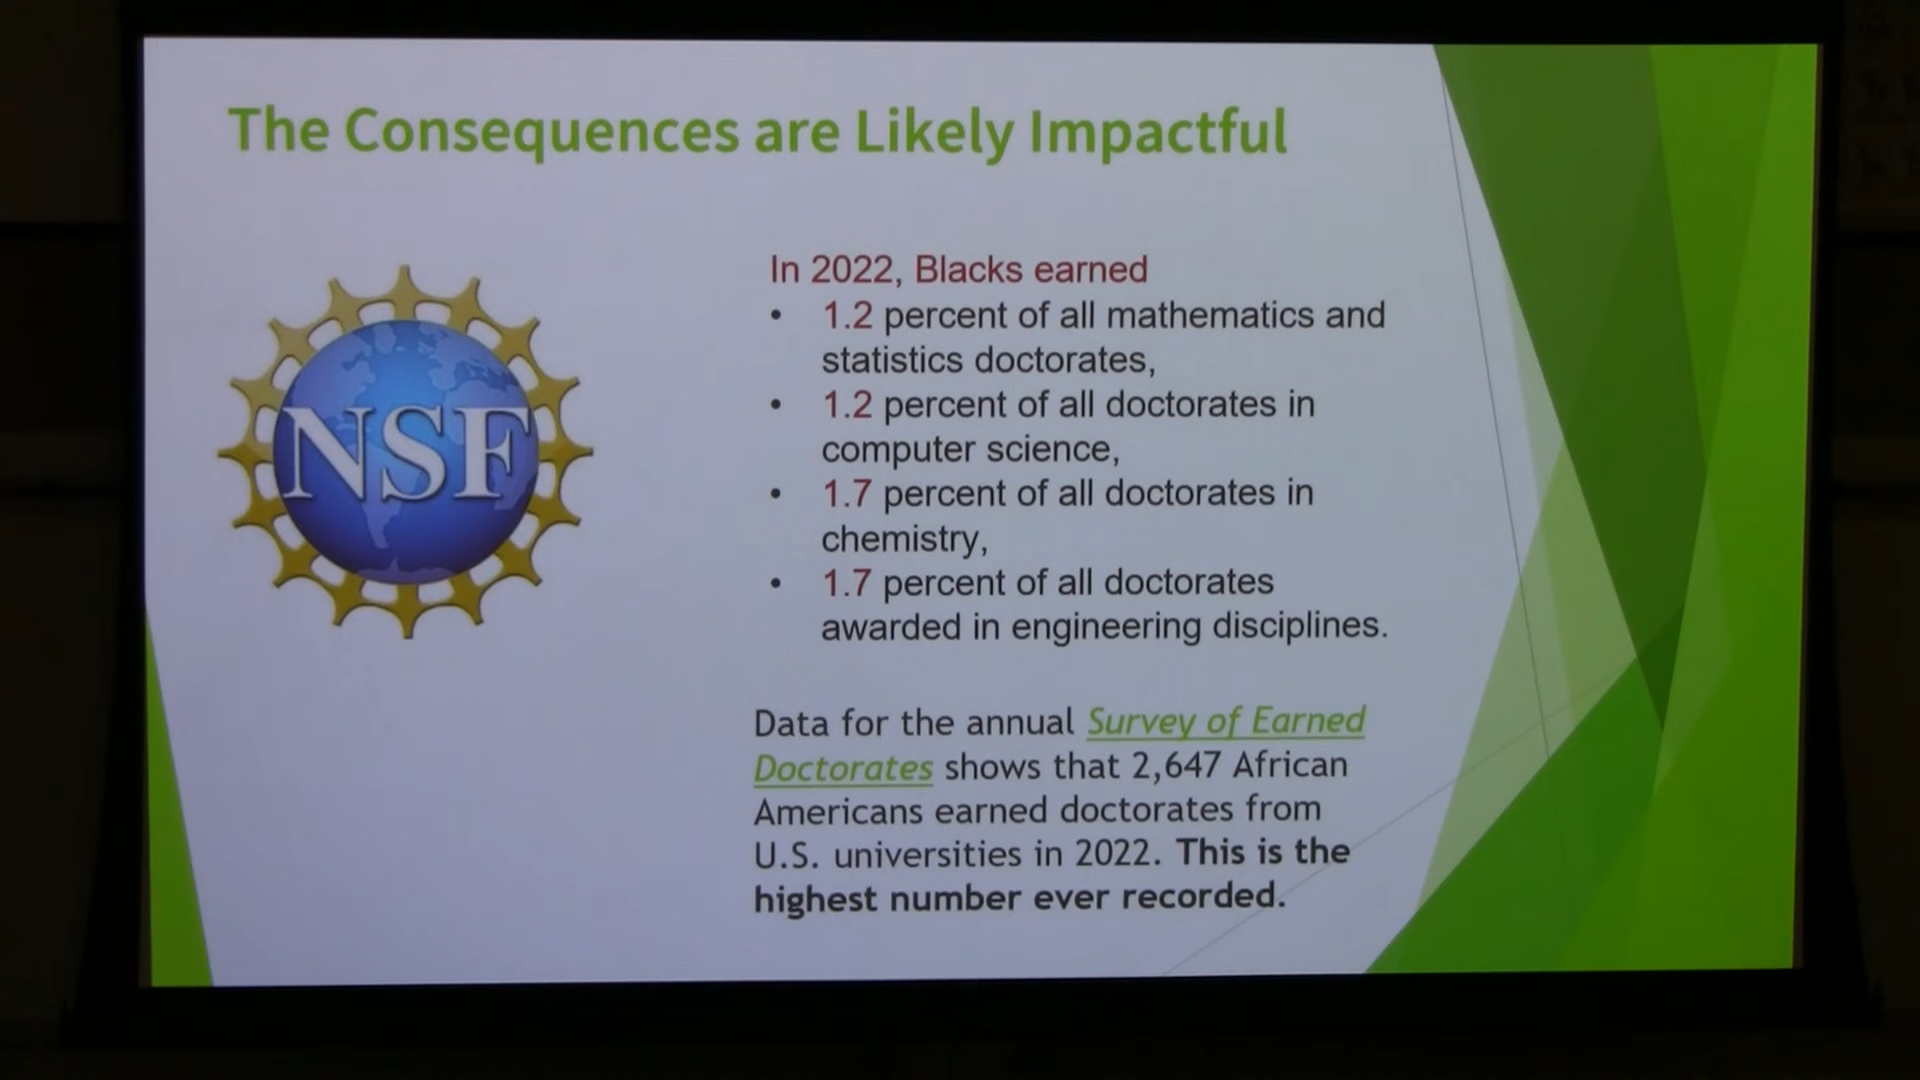 The Consequences are Likely Impactful
NSF
In 2022, Blacks earned
• 1.2 percent of all mathematics and
statistics doctorates,
• 1.2 percent of all doctorates in
computer science,
• 1.7 percent of all doctorates in
chemistry,
• 1.7 percent of all doctorates
awarded in engineering disciplines.
Data for the annual Survey of Earned
Doctorates shows that 2,647 African
Americans earned doctorates from
U.S. universities in 2022. This is the
highest number ever recorded.